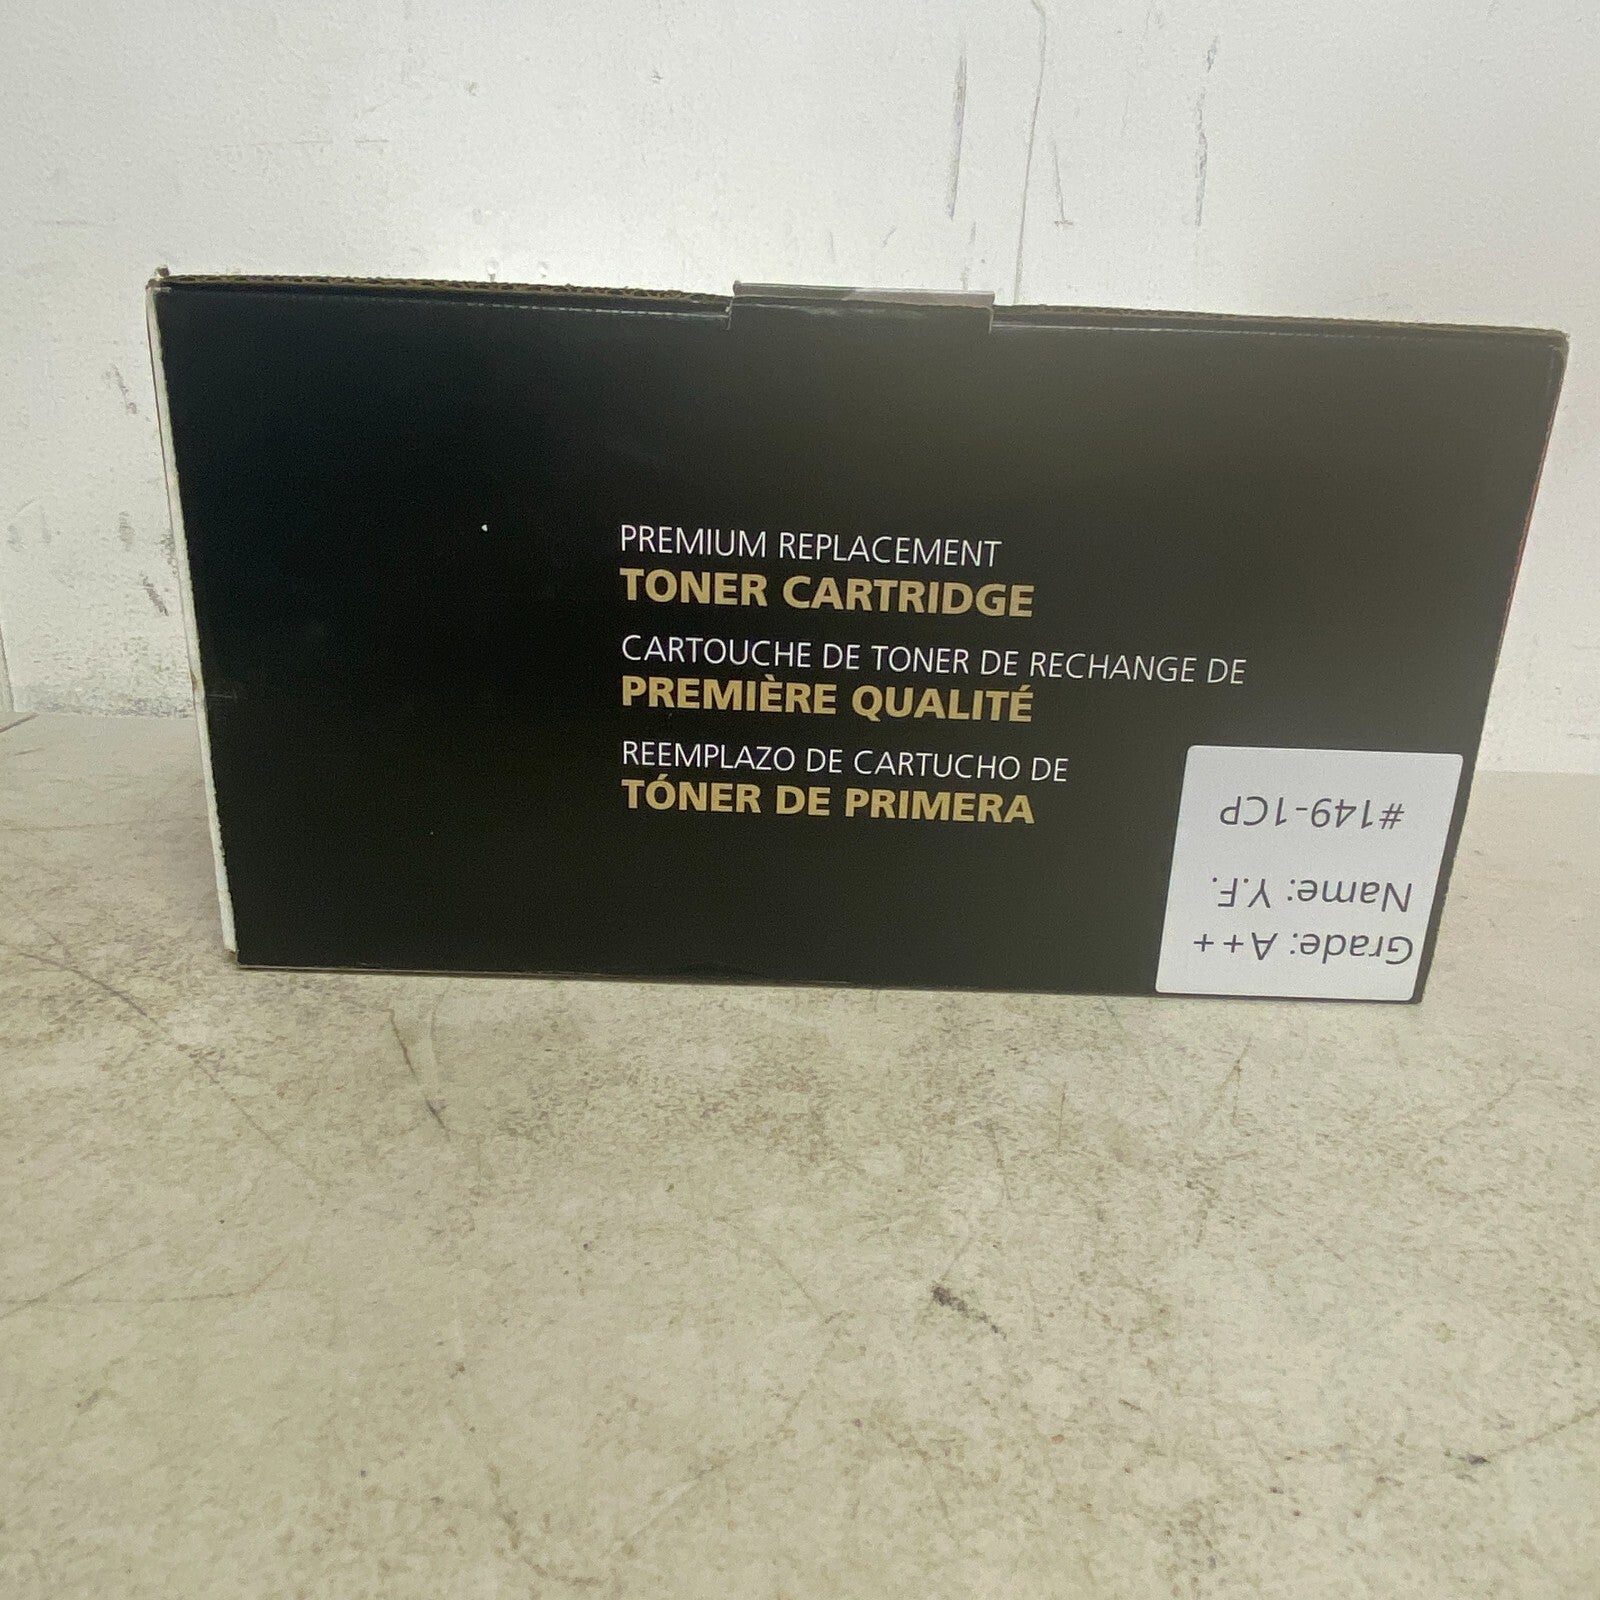 PREMIUM REPLACEMENT
TONER CARTRIDGE
CARTOUCHE DE TONER DE RECHANGE DE
PREMIÈRE QUALITÉ
REEMPLAZO DE CARTUCHO DE
TÓNER DE PRIMERA
Grade: A++
Name: Y.F.
#149-1CP